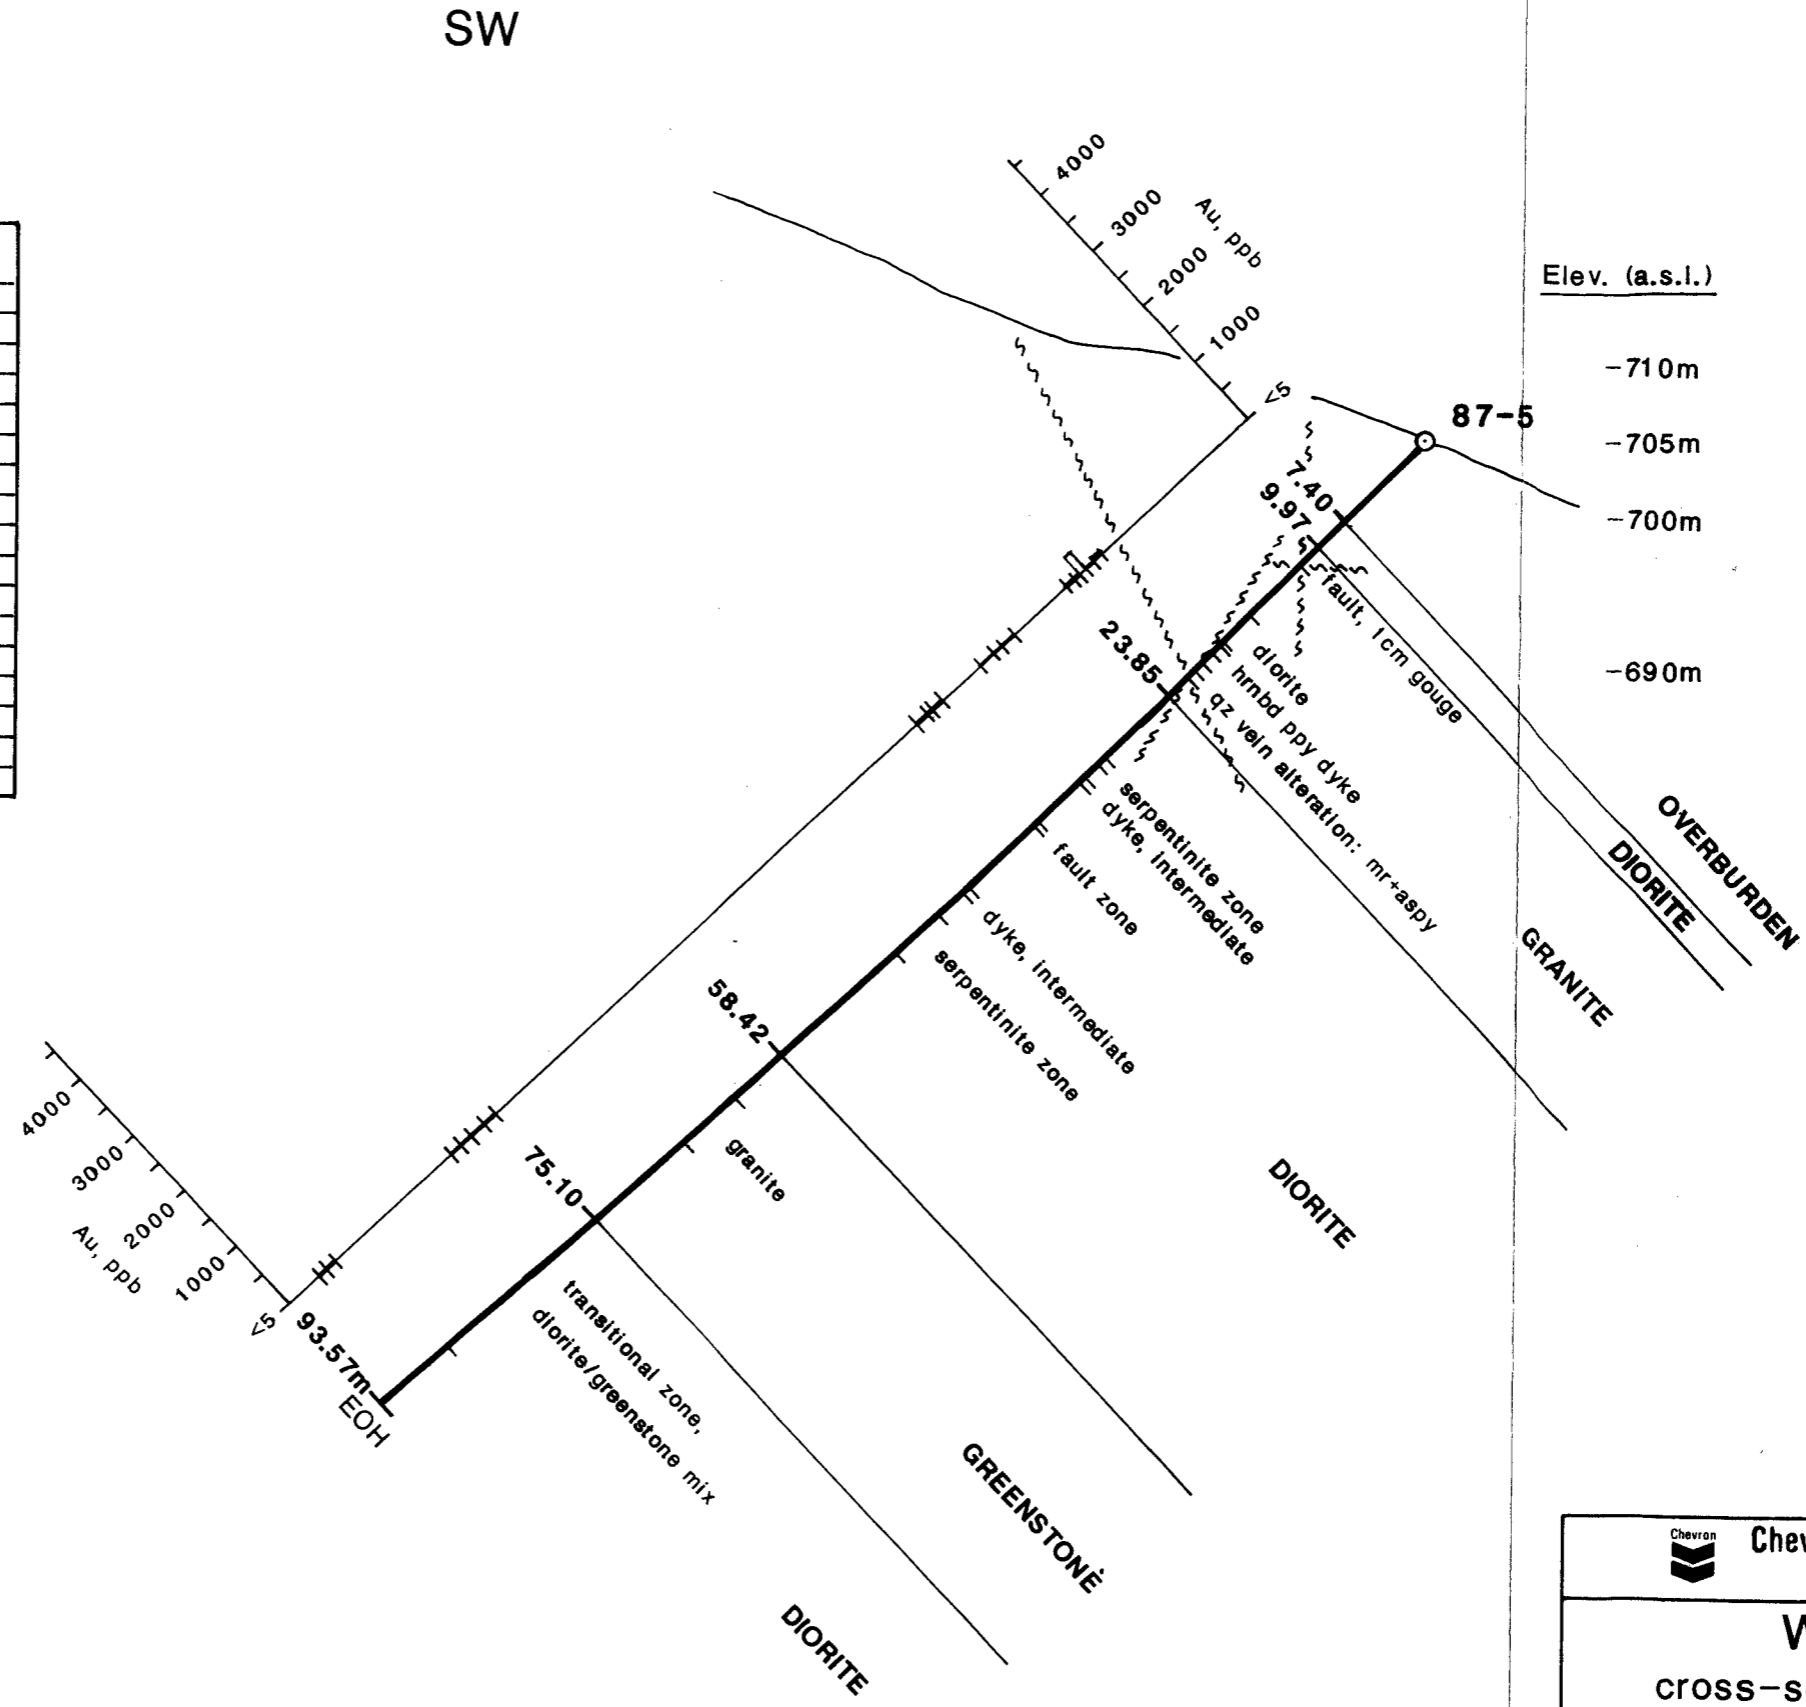 SW
4000
3000
2000
1000
<5
Au, ppb
Elev. (a.s.l.)
-710m
-705m
-700m
-690m
87-5
7.40
9.97
23.85
58.42
75.10
93.57m
EOH
fault, 1cm gouge
diorite
hrnbd ppy dyke
qz vein alteration: mr+aspy
serpentinite zone
dyke, intermediate
fault zone
dyke, intermediate
serpentinite zone
granite
transitional zone,
diorite/greenstone mix
OVERBURDEN
DIORITE
GRANITE
DIORITE
GREENSTONE
DIORITE
4000
3000
2000
1000
<5
Au, ppb
Chevron
Chev
W
cross-s